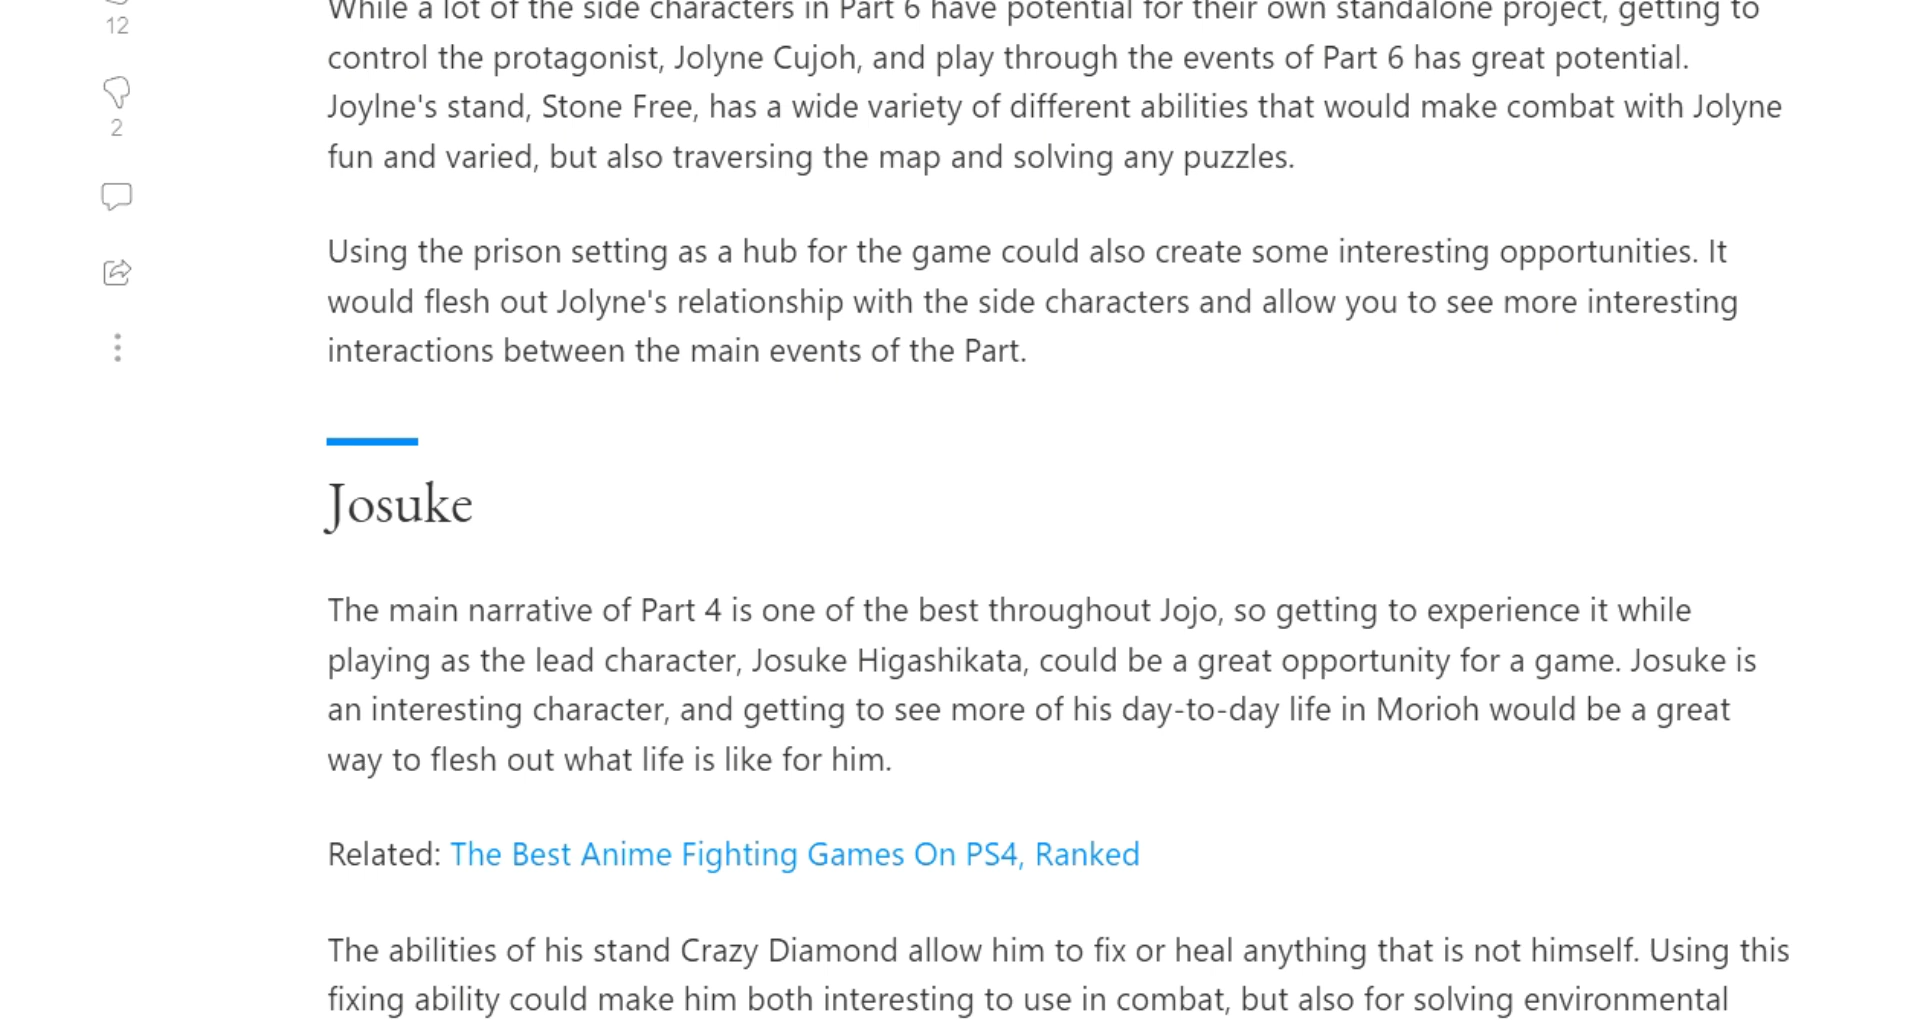 12
2
While a lot of the side characters in Part 6 have potential for their own standalone project, getting to
control the protagonist, Jolyne Cujoh, and play through the events of Part 6 has great potential.
Joylne's stand, Stone Free, has a wide variety of different abilities that would make combat with Jolyne
fun and varied, but also traversing the map and solving any puzzles.
Using the prison setting as a hub for the game could also create some interesting opportunities. It
would flesh out Jolyne's relationship with the side characters and allow you to see more interesting
interactions between the main events of the Part.
Josuke
The main narrative of Part 4 is one of the best throughout Jojo, so getting to experience it while
playing as the lead character, Josuke Higashikata, could be a great opportunity for a game. Josuke is
an interesting character, and getting to see more of his day-to-day life in Morioh would be a great
way to flesh out what life is like for him.
Related: The Best Anime Fighting Games On PS4, Ranked
The abilities of his stand Crazy Diamond allow him to fix or heal anything that is not himself. Using this
fixing ability could make him both interesting to use in combat, but also for solving environmental